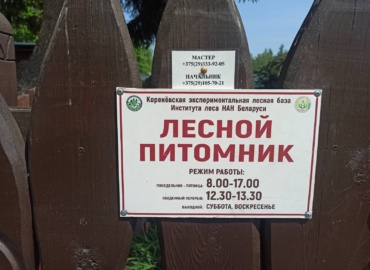 МАСТЕР
+375(29)333-92-05
НАЧАЛЬНИК
+375(29)105-70-21
Кореневская экспериментальная лесная база
Института леса НАН Беларуси
ЛЕСНОЙ
ПИТОМНИК
РЕЖИМ РАБОТЫ:
ПОНЕДЕЛЬНИК - ПЯТНИЦА 8.00-17.00
ОБЕДЕННЫЙ ПЕРЕРЫВ: 12.30-13.30
ВЫХОДНОЙ: СУББОТА, ВОСКРЕСЕНЬЕ